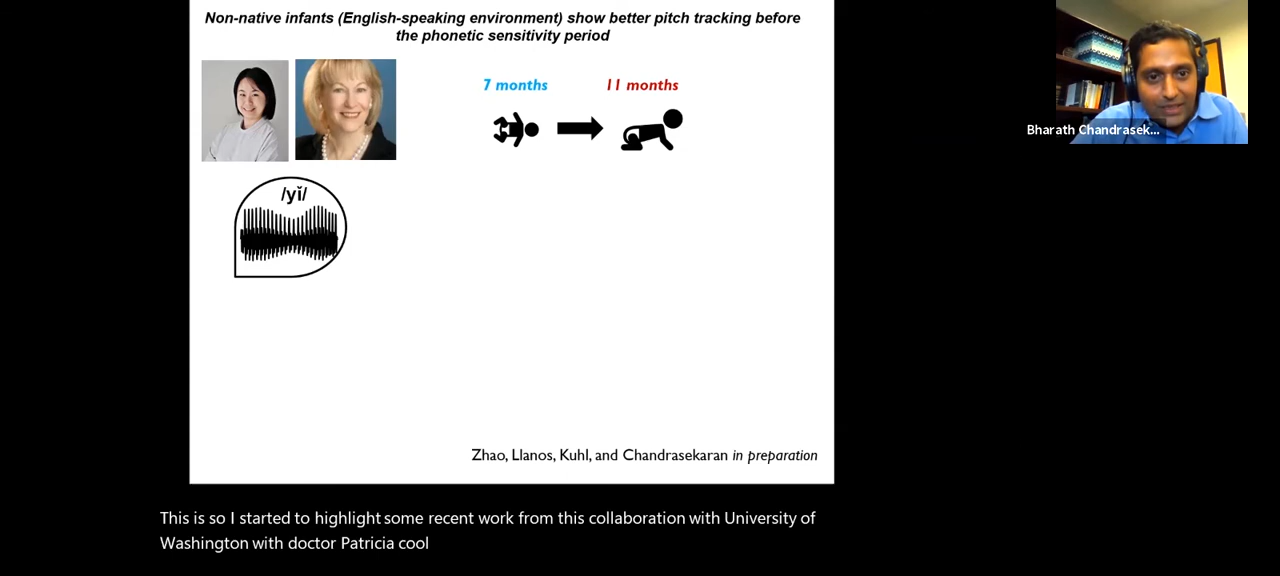 Non-native infants (English-speaking environment) show better pitch tracking before
the phonetic sensitivity period
7 months
11 months
/yǐ/
Bharath Chandrasek...
Zhao, Llanos, Kuhl, and Chandrasekaran in preparation
This is so I started to highlight some recent work from this collaboration with University of
Washington with doctor Patricia cool